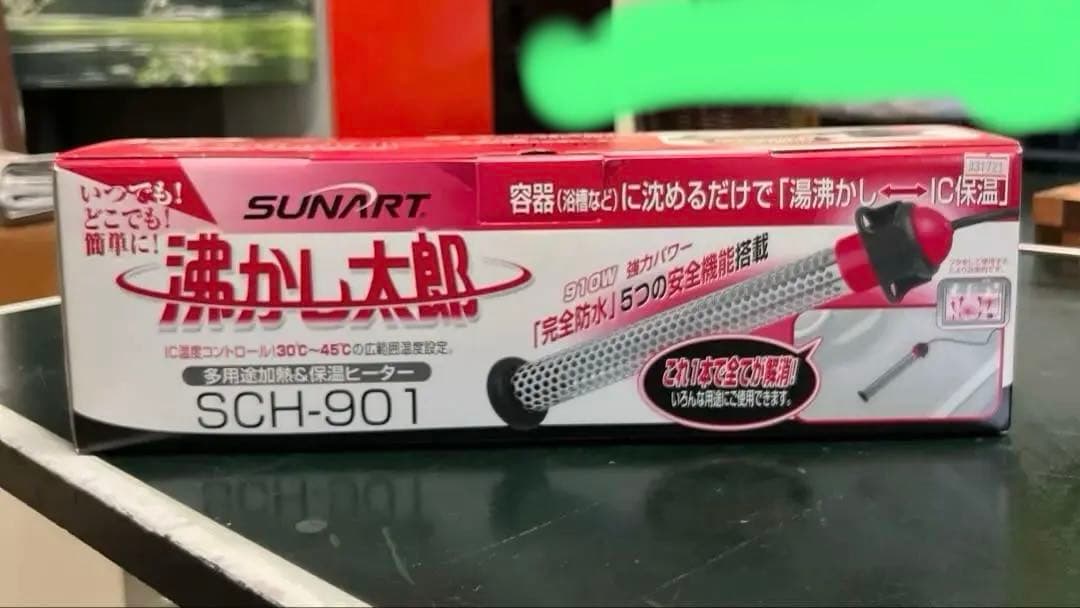 いつでも!
どこでも!
簡単に!
SUNART
容器(浴槽など)に沈めるだけで「湯沸かし↔IC保温」
031721
沸かし太郎
910W 強力パワー
「完全防水」5つの安全機能搭載
IC温度コントロール!30℃〜45℃の広範囲温度設定。
多用途加熱&保温ヒーター
SCH-901
これ1本で全てが解消!
いろんな用途にご使用できます。